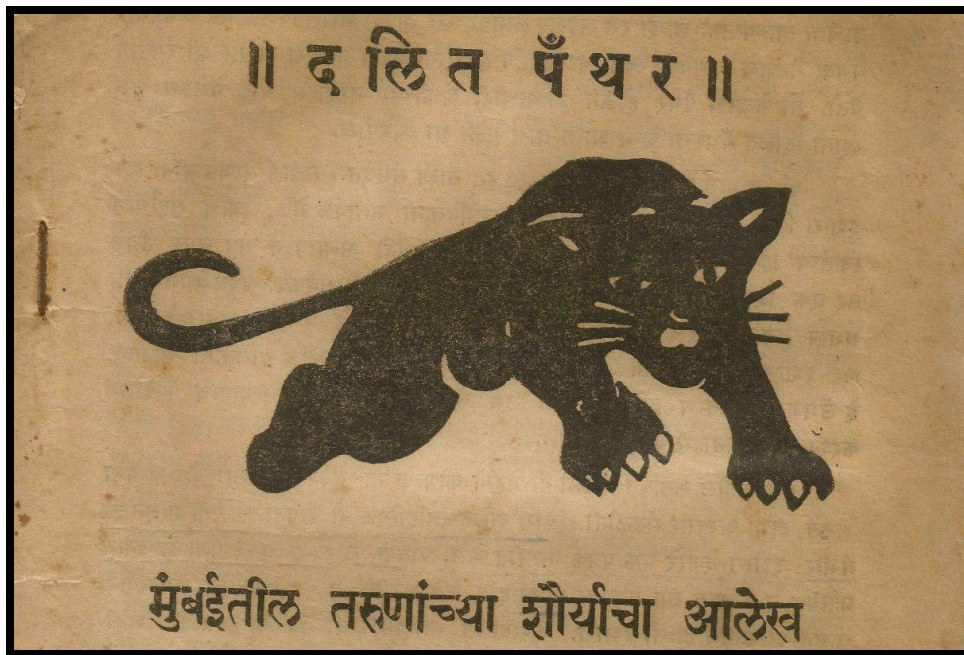 ॥ दलित पँथर ॥
मुंबईतील तरुणांच्या शौर्याचा आलेख